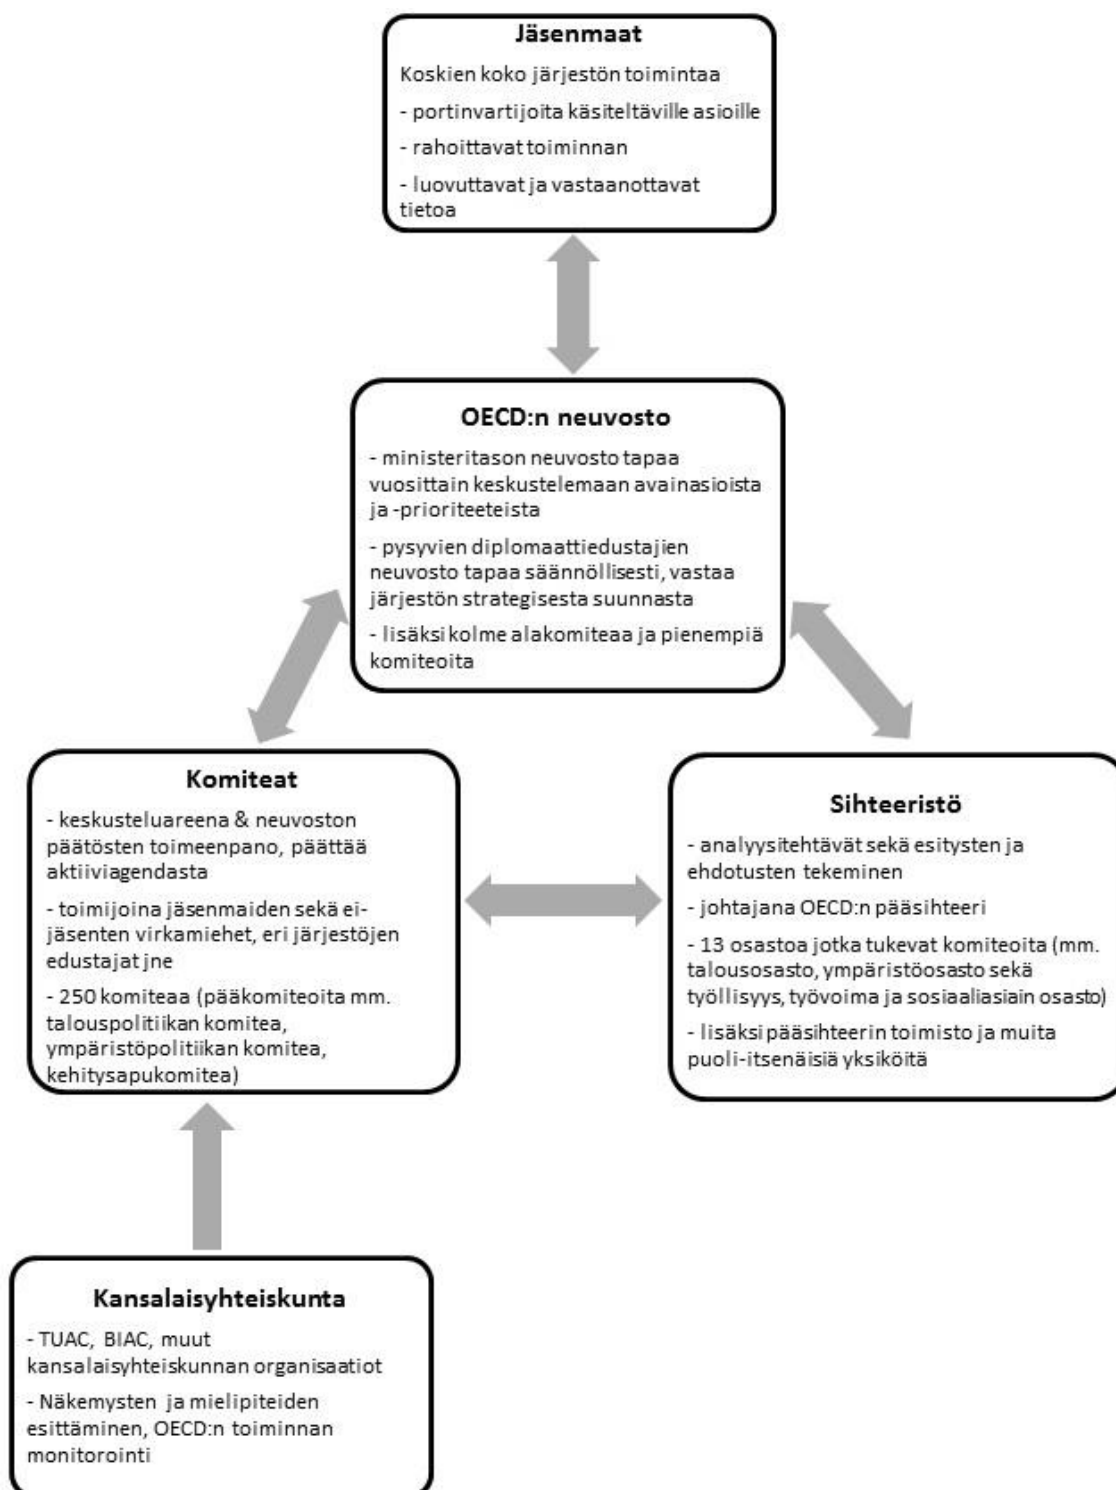 Jäsenmaat
Koskien koko järjestön toimintaa
- portinvartijoita käsiteltäville asioille
- rahoittavat toiminnan
- luovuttavat ja vastaanottavat
tietoa
OECD:n neuvosto
- ministeritason neuvosto tapaa
vuosittain keskustelemaan avainasioista
ja -prioriteeteista
- pysyvien diplomaattiedustajien
neuvosto tapaa säännöllisesti, vastaa
järjestön strategisesta suunnasta
- lisäksi kolme alakomiteaa ja pienempiä
komiteoita
Komiteat
- keskusteluareena & neuvoston
päätösten toimeenpano, päättää
aktiiviagendasta
- toimijoina jäsenmaiden sekä ei-
jäsenten virkamiehet, eri järjestöjen
edustajat jne
- 250 komiteaa (pääkomiteoita mm.
talouspolitiikan komitea,
ympäristöpolitiikan komitea,
kehitysapukomitea)
Sihteeristö
- analyysitehtävät sekä esitysten ja
ehdotusten tekeminen
- johtajana OECD:n pääsihteeri
- 13 osastoa jotka tukevat komiteoita (mm.
talousosasto, ympäristöosasto sekä
työllisyys, työvoima ja sosiaaliasiain osasto)
- lisäksi pääsihteerin toimisto ja muita
puoli-itsenäisiä yksiköitä
Kansalaisyhteiskunta
- TUAC, BIAC, muut
kansalaisyhteiskunnan organisaatiot
- Näkemysten ja mielipiteiden
esittäminen, OECD:n toiminnan
monitorointi